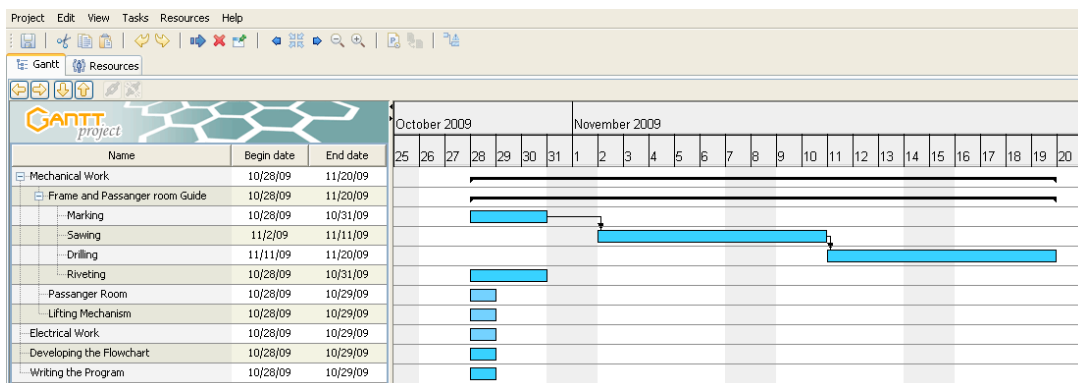 Project Edit View Tasks Resources Help
Gantt Resources
GANTT project
October 2009 November 2009
Name Begin date End date 25 26 27 28 29 30 31 1 2 3 4 5 6 7 8 9 10 11 12 13 14 15 16 17 18 19 20
Mechanical Work 10/28/09 11/20/09
Frame and Passanger room Guide 10/28/09 11/20/09
Marking 10/28/09 10/31/09
Sawing 11/2/09 11/11/09
Drilling 11/11/09 11/20/09
Riveting 10/28/09 10/31/09
Passanger Room 10/28/09 10/29/09
Lifting Mechanism 10/28/09 10/29/09
Electrical Work 10/28/09 10/29/09
Developing the Flowchart 10/28/09 10/29/09
Writing the Program 10/28/09 10/29/09